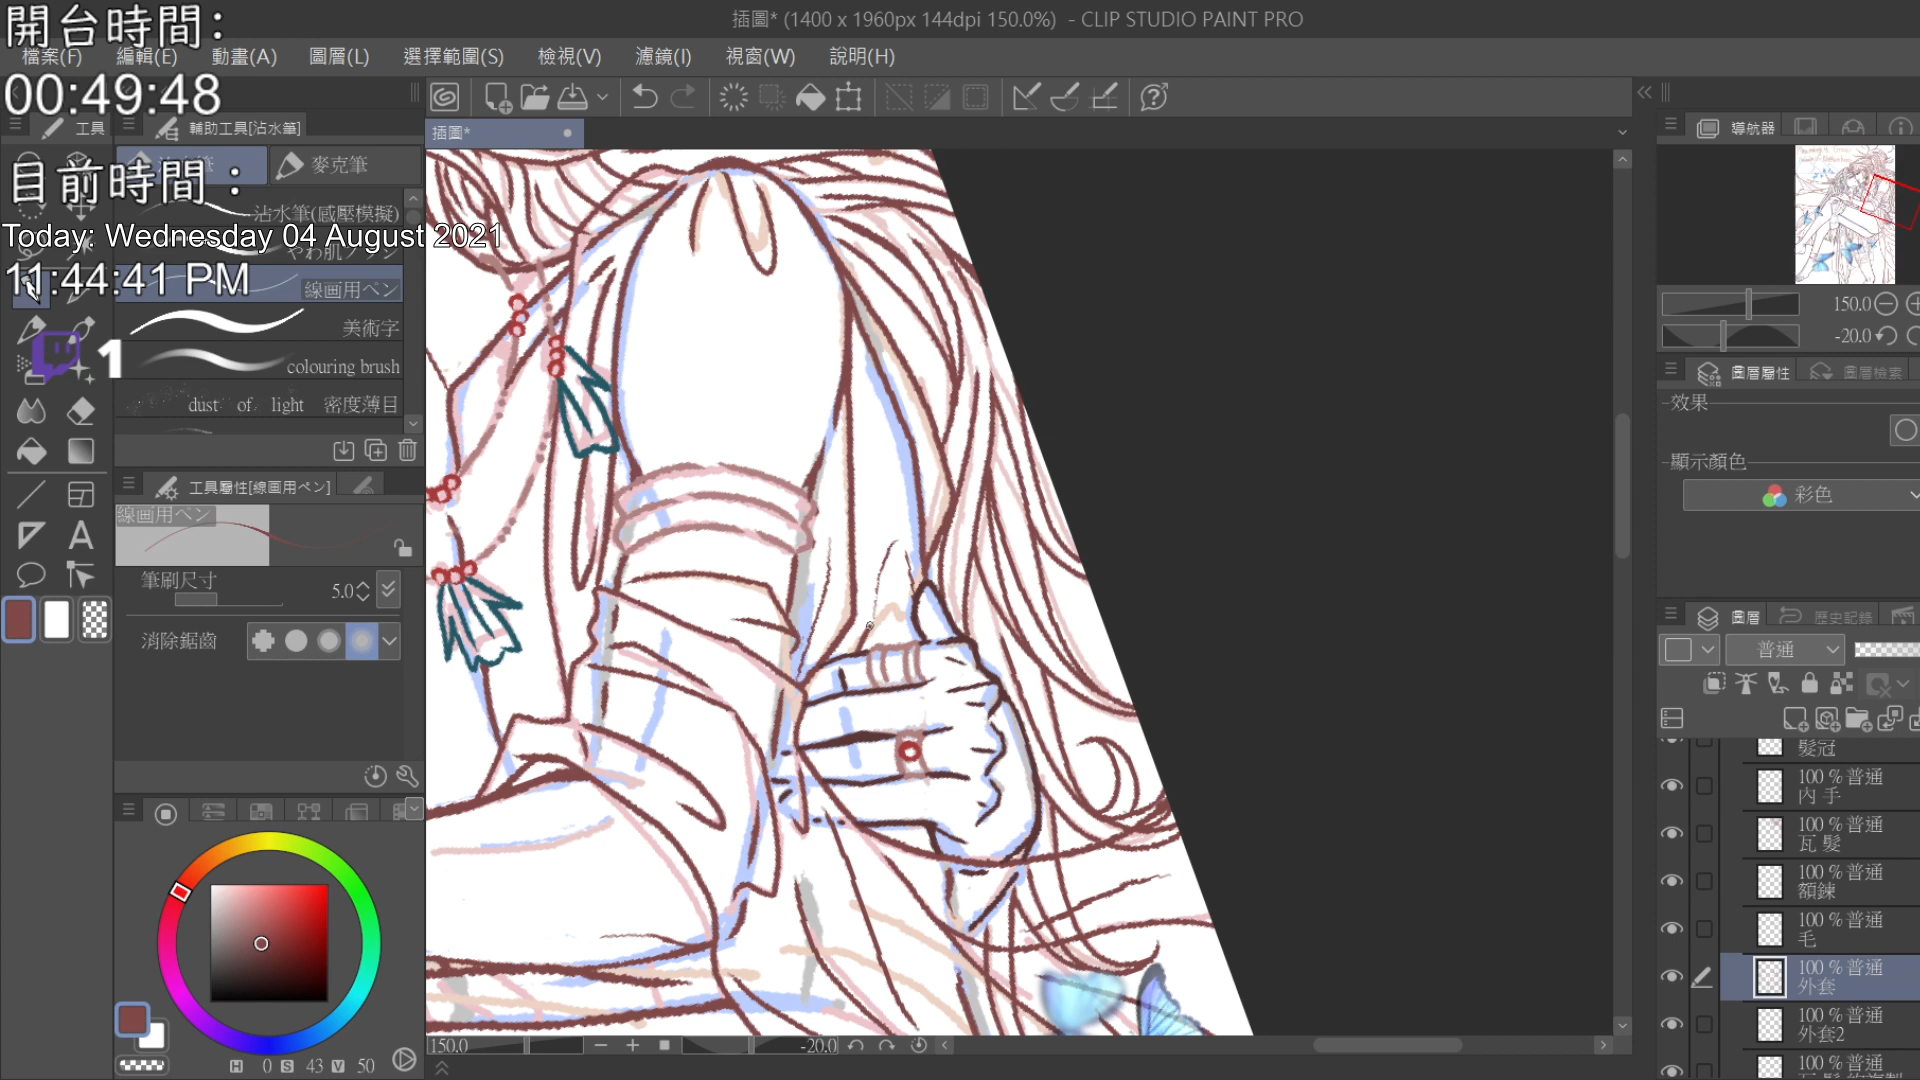 插圖* (1400 x 1960px 144dpi 150.0%) - CLIP STUDIO PAINT PRO
開台時間：
檔案(F) 編輯(E) 動畫(A) 圖層(L) 選擇範圍(S) 檢視(V) 濾鏡(I) 視窗(W) 說明(H)
00:49:48
工具
輔助工具[沾水筆]
插圖*
導航器
目前時間：
麥克筆
沾水筆(感壓模擬)
Today: Wednesday 04 August 2021
11:44:41 PM
線画用ペン
150.0
美術字
-20.0
1
colouring brush
圖層屬性 圖層檢索
dust of light 密度薄目
效果
顯示顏色
工具屬性[線画用ペン]
彩色
線画用ペン
筆刷尺寸 5.0
消除鋸齒
圖層 歷史記錄
普通
髮冠
100 % 普通
內 手
100 % 普通
瓦 髮
100 % 普通
額鍊
100 % 普通
毛
100 % 普通
外套
100 % 普通
外套2
100 % 普通
H 0 S 43 V 50
150.0 -20.0